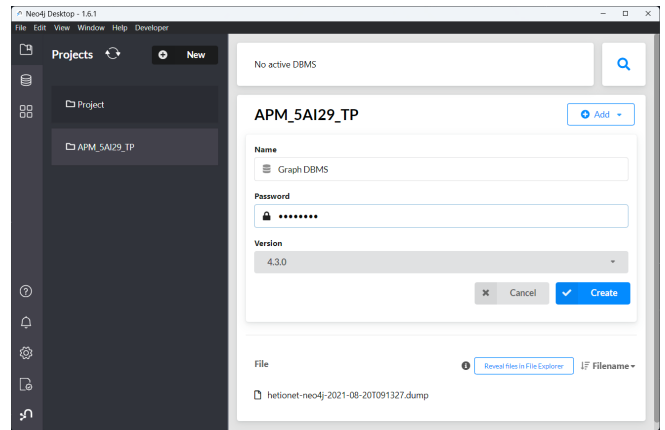 Neo4j Desktop - 1.6.1
File Edit View Window Help Developer
Projects
New
Project
APM_5AI29_TP
No active DBMS
APM_5AI29_TP
Add
Name
Graph DBMS
Password
••••••••
Version
4.3.0
Cancel
Create
File
Reveal files in File Explorer
Filename
hetionet-neo4j-2021-08-20T091327.dump